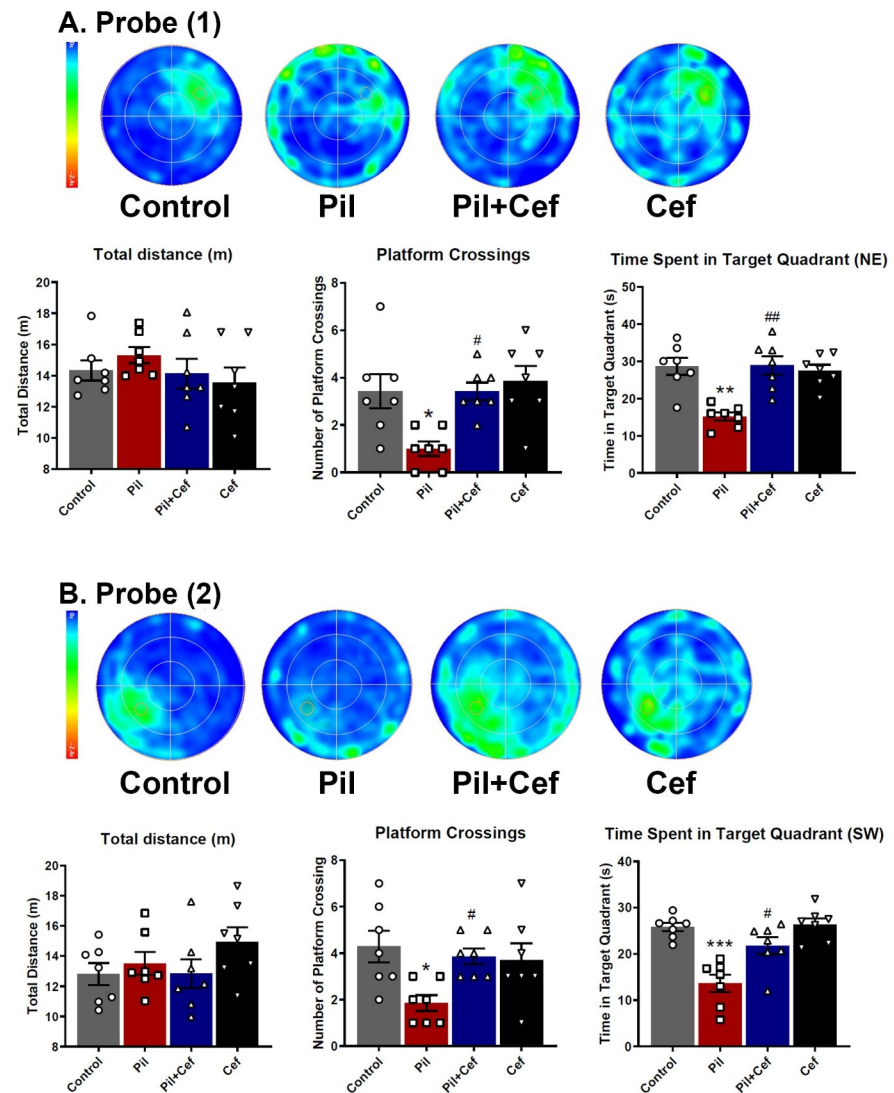 A. Probe (1)
Control
Pil
Pil+Cef
Cef
Total distance (m)
Total Distance (m)
20
18
16
14
12
10
8
Control
Pil
Pil+Cef
Cef
Platform Crossings
Number of Platform Crossings
8
6
4
2
0
*
#
Control
Pil
Pil+Cef
Cef
Time Spent in Target Quadrant (NE)
Time in Target Quadrant (s)
50
40
30
20
10
0
**
##
Control
Pil
Pil+Cef
Cef
B. Probe (2)
Control
Pil
Pil+Cef
Cef
Total distance (m)
Total Distance (m)
20
18
16
14
12
10
8
Control
Pil
Pil+Cef
Cef
Platform Crossings
Number of Platform Crossing
8
6
4
2
0
*
#
Control
Pil
Pil+Cef
Cef
Time Spent in Target Quadrant (SW)
Time in Target Quadrant (s)
40
30
20
10
0
***
#
Control
Pil
Pil+Cef
Cef